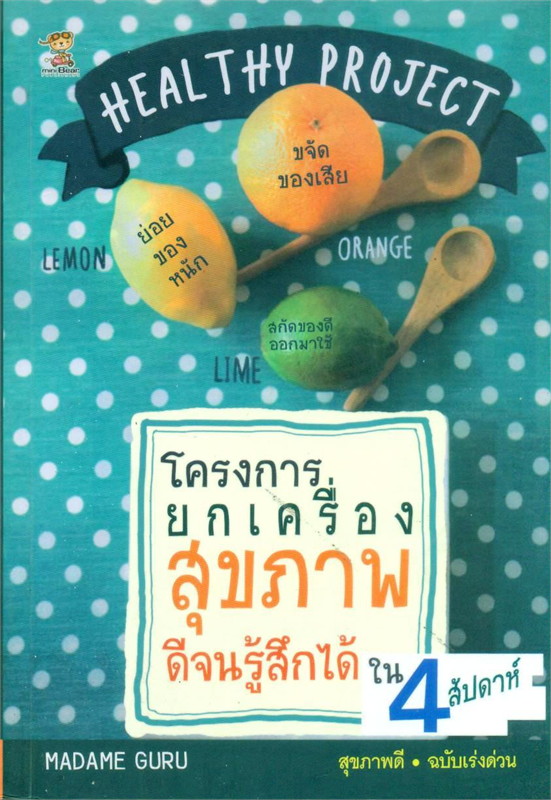 mini Bear
HEALTHY PROJECT
ขจัด
ของเสีย
ย่อย
ของ
หนัก
LEMON
ORANGE
สกัดของดี
ออกมาใช้
LIME
โครงการ
ยกเครื่อง
สุขภาพ
ดีจนรู้สึกได้
ใน 4 สัปดาห์
MADAME GURU
สุขภาพดี • ฉบับเร่งด่วน